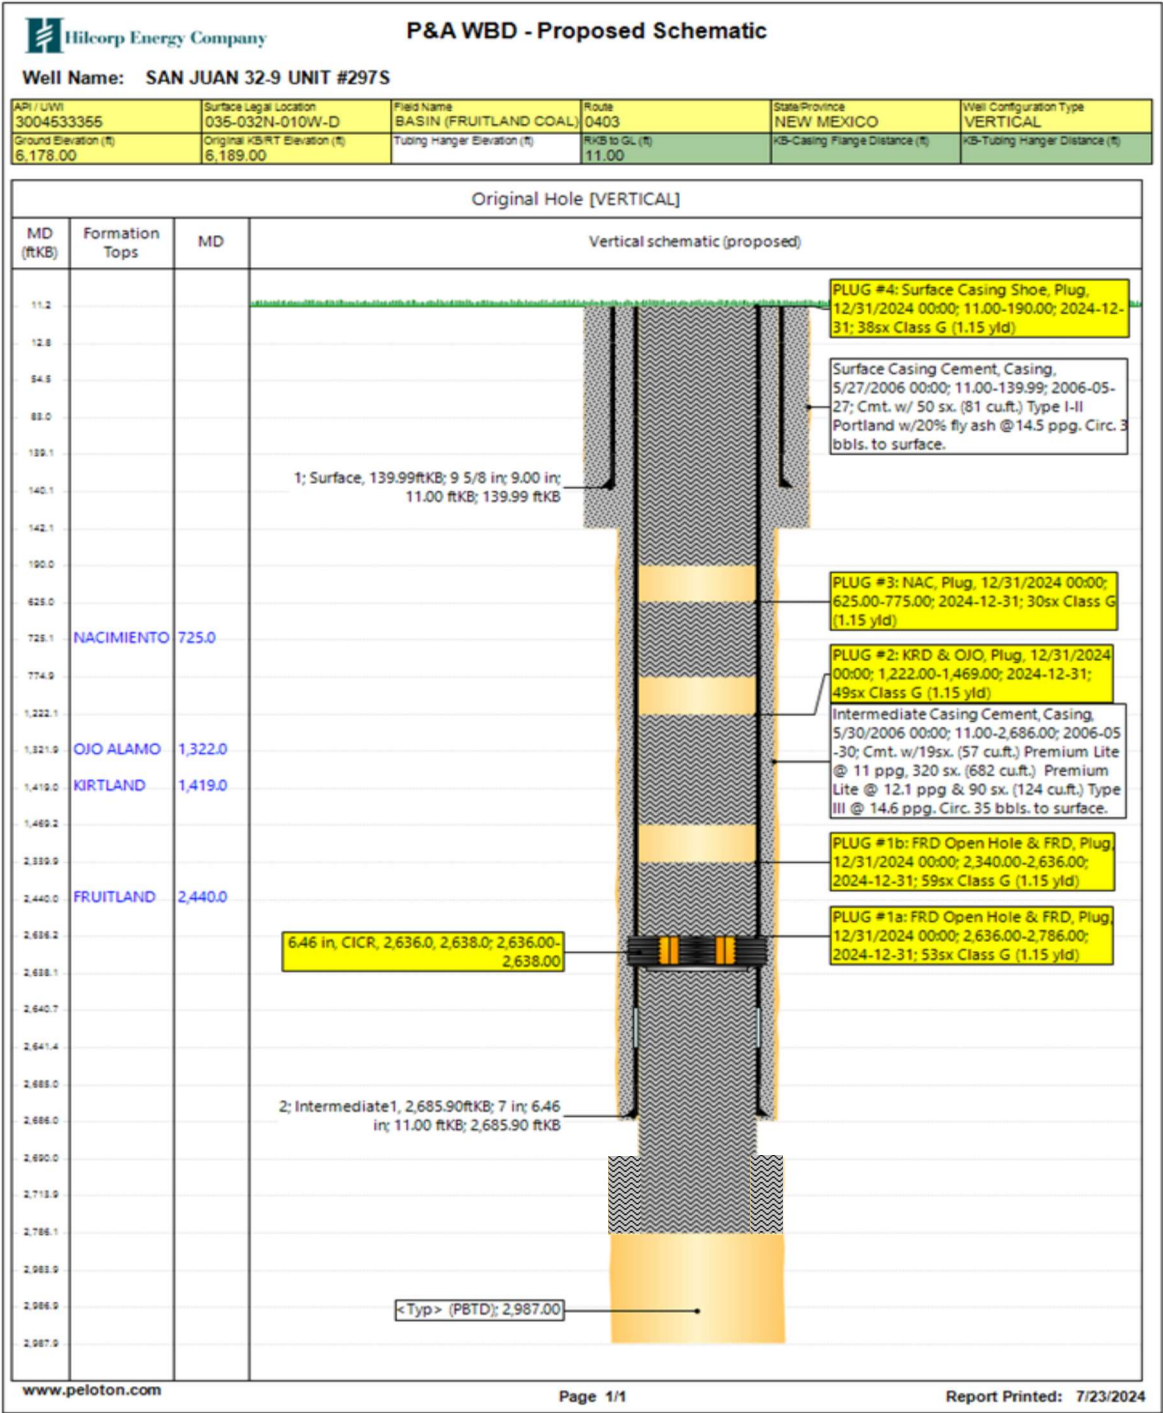 Hilcorp Energy Company
P&A WBD - Proposed Schematic
Well Name: SAN JUAN 32-9 UNIT #297S
API / UWI
3004533355
Surface Legal Location
035-032N-010W-D
Field Name
BASIN (FRUITLAND COAL)
Route
0403
State/Province
NEW MEXICO
Well Configuration Type
VERTICAL
Ground Elevation (ft)
6,178.00
Original KB/RT Elevation (ft)
6,189.00
Tubing Hanger Elevation (ft)
RKB to GL (ft)
11.00
KB-Casing Flange Distance (ft)
KB-Tubing Hanger Distance (ft)
Original Hole [VERTICAL]
MD
(ftKB)
Formation
Tops
MD
Vertical schematic (proposed)
11.2
12.8
54.5
83.0
139.1
140.1
142.1
190.0
625.0
725.1
774.9
1,222.1
1,321.9
1,419.0
1,469.2
2,339.9
2,440.0
2,636.2
2,638.1
2,640.7
2,641.4
2,685.0
2,686.0
2,690.0
2,713.9
2,786.1
2,983.9
2,986.9
2,987.9
NACIMIENTO 725.0
OJO ALAMO 1,322.0
KIRTLAND 1,419.0
FRUITLAND 2,440.0
PLUG #4: Surface Casing Shoe, Plug,
12/31/2024 00:00; 11.00-190.00; 2024-12-
31; 38sx Class G (1.15 yld)
Surface Casing Cement, Casing,
5/27/2006 00:00; 11.00-139.99; 2006-05-
27; Cmt. w/ 50 sx. (81 cu.ft.) Type I-II
Portland w/20% fly ash @14.5 ppg. Circ. 3
bbls. to surface.
1; Surface, 139.99ftKB; 9 5/8 in; 9.00 in;
11.00 ftKB; 139.99 ftKB
PLUG #3: NAC, Plug, 12/31/2024 00:00;
625.00-775.00; 2024-12-31; 30sx Class G
(1.15 yld)
PLUG #2: KRD & OJO, Plug, 12/31/2024
00:00; 1,222.00-1,469.00; 2024-12-31;
49sx Class G (1.15 yld)
Intermediate Casing Cement, Casing,
5/30/2006 00:00; 11.00-2,686.00; 2006-05
-30; Cmt. w/19sx. (57 cu.ft.) Premium Lite
@ 11 ppg, 320 sx. (682 cu.ft.) Premium
Lite @ 12.1 ppg & 90 sx. (124 cu.ft.) Type
III @ 14.6 ppg. Circ. 35 bbls. to surface.
PLUG #1b: FRD Open Hole & FRD, Plug,
12/31/2024 00:00; 2,340.00-2,636.00;
2024-12-31; 59sx Class G (1.15 yld)
PLUG #1a: FRD Open Hole & FRD, Plug,
12/31/2024 00:00; 2,636.00-2,786.00;
2024-12-31; 53sx Class G (1.15 yld)
6.46 in, CICR, 2,636.0, 2,638.0; 2,636.00-
2,638.00
2; Intermediate1, 2,685.90ftKB; 7 in; 6.46
in; 11.00 ftKB; 2,685.90 ftKB
<Typ> (PBTD); 2,987.00
www.peloton.com
Page 1/1
Report Printed: 7/23/2024